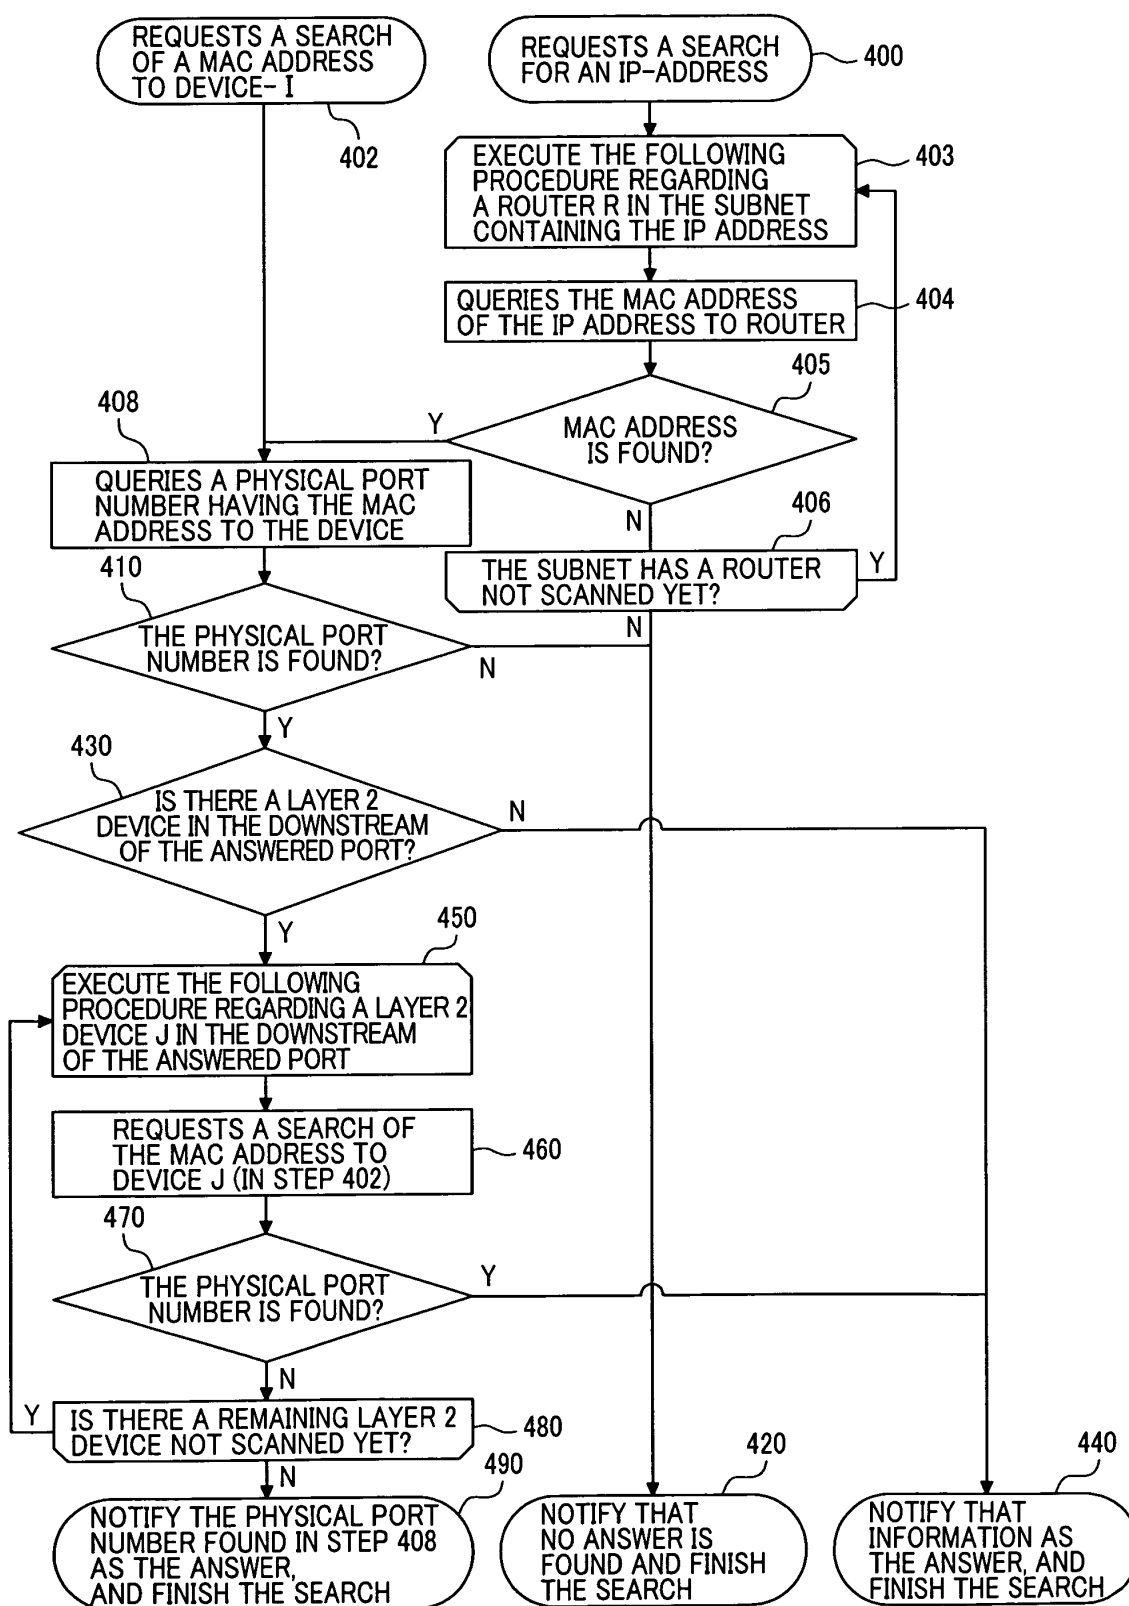 REQUESTS A SEARCH
OF A MAC ADDRESS
TO DEVICE- I
402
REQUESTS A SEARCH
FOR AN IP-ADDRESS
400
EXECUTE THE FOLLOWING
PROCEDURE REGARDING
A ROUTER R IN THE SUBNET
CONTAINING THE IP ADDRESS
403
QUERIES THE MAC ADDRESS
OF THE IP ADDRESS TO ROUTER
404
405
MAC ADDRESS
IS FOUND?
Y
N
408
QUERIES A PHYSICAL PORT
NUMBER HAVING THE MAC
ADDRESS TO THE DEVICE
406
THE SUBNET HAS A ROUTER
NOT SCANNED YET?
Y
N
410
THE PHYSICAL PORT
NUMBER IS FOUND?
N
Y
430
IS THERE A LAYER 2
DEVICE IN THE DOWNSTREAM
OF THE ANSWERED PORT?
N
Y
450
EXECUTE THE FOLLOWING
PROCEDURE REGARDING A LAYER 2
DEVICE J IN THE DOWNSTREAM
OF THE ANSWERED PORT
REQUESTS A SEARCH OF
THE MAC ADDRESS TO
DEVICE J (IN STEP 402)
460
470
THE PHYSICAL PORT
NUMBER IS FOUND?
Y
N
Y
IS THERE A REMAINING LAYER 2
DEVICE NOT SCANNED YET?
480
N
490
NOTIFY THE PHYSICAL PORT
NUMBER FOUND IN STEP 408
AS THE ANSWER,
AND FINISH THE SEARCH
420
NOTIFY THAT
NO ANSWER IS
FOUND AND FINISH
THE SEARCH
440
NOTIFY THAT
INFORMATION AS
THE ANSWER, AND
FINISH THE SEARCH